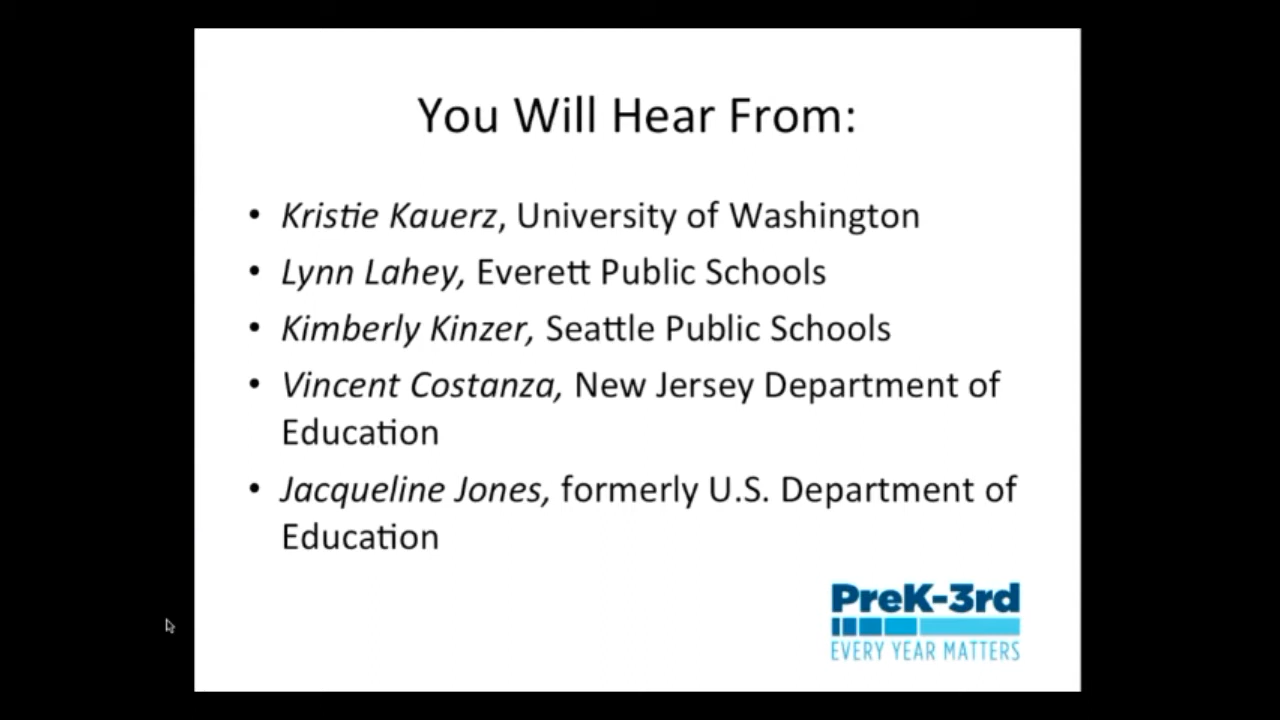 You Will Hear From:
• Kristie Kauerz, University of Washington
• Lynn Lahey, Everett Public Schools
• Kimberly Kinzer, Seattle Public Schools
• Vincent Costanza, New Jersey Department of
Education
• Jacqueline Jones, formerly U.S. Department of
Education
PreK-3rd
EVERY YEAR MATTERS